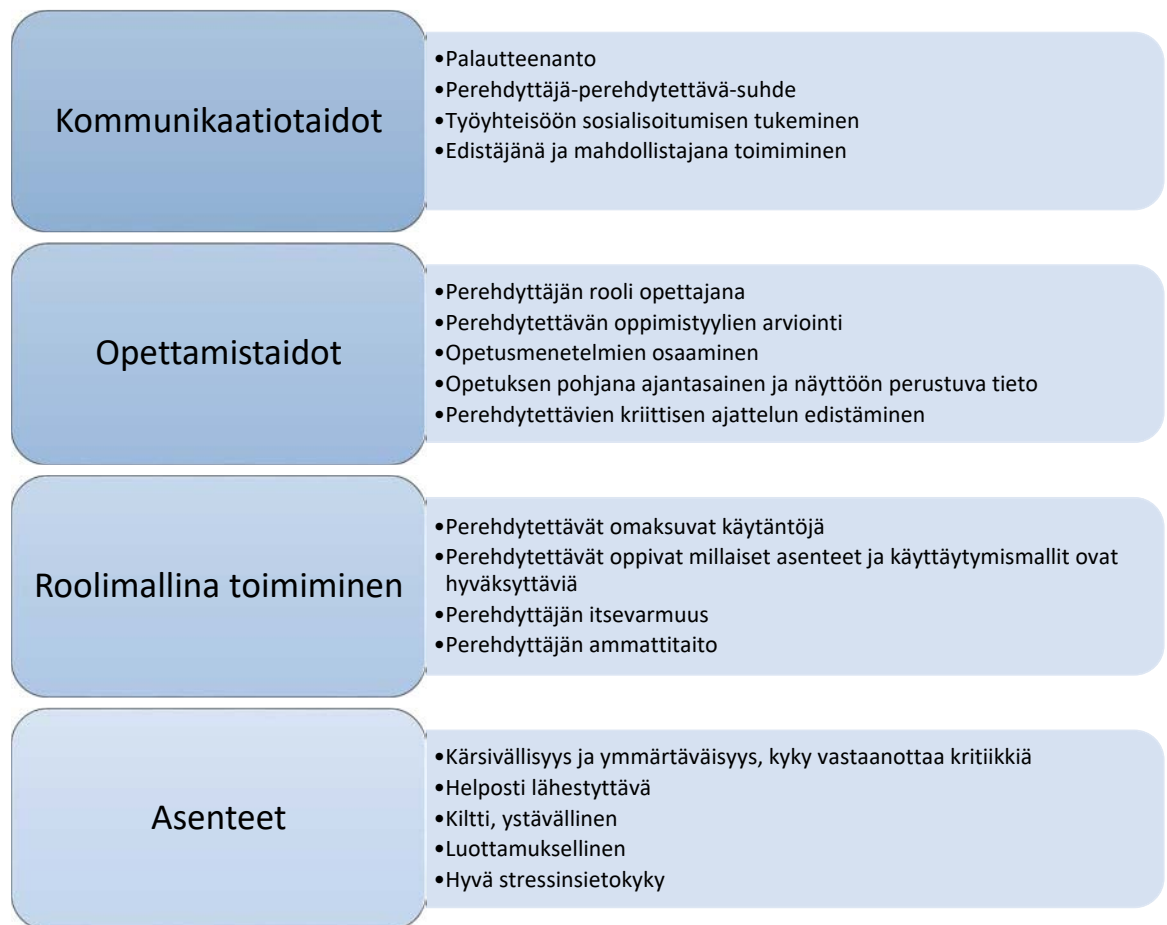 Kommunikaatiotaidot
•Palautteenanto
•Perehdyttäjä-perehdytettävä-suhde
•Työyhteisöön sosialisoitumisen tukeminen
•Edistäjänä ja mahdollistajana toimiminen
Opettamistaidot
•Perehdyttäjän rooli opettajana
•Perehdytettävän oppimistyylien arviointi
•Opetusmenetelmien osaaminen
•Opetuksen pohjana ajantasainen ja näyttöön perustuva tieto
•Perehdytettävien kriittisen ajattelun edistäminen
Roolimallina toimiminen
•Perehdytettävät omaksuvat käytäntöjä
•Perehdytettävät oppivat millaiset asenteet ja käyttäytymismallit ovat
hyväksyttäviä
•Perehdyttäjän itsevarmuus
•Perehdyttäjän ammattitaito
Asenteet
•Kärsivällisyys ja ymmärtäväisyys, kyky vastaanottaa kritiikkiä
•Helposti lähestyttävä
•Kiltti, ystävällinen
•Luottamuksellinen
•Hyvä stressinsietokyky